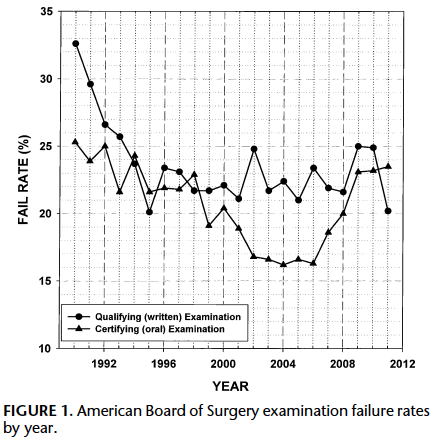 35
30
25
20
15
10
FAIL RATE (%)
Qualifying (written) Examination
Certifying (oral) Examination
1992 1996 2000 2004 2008 2012
YEAR
FIGURE 1. American Board of Surgery examination failure rates
by year.